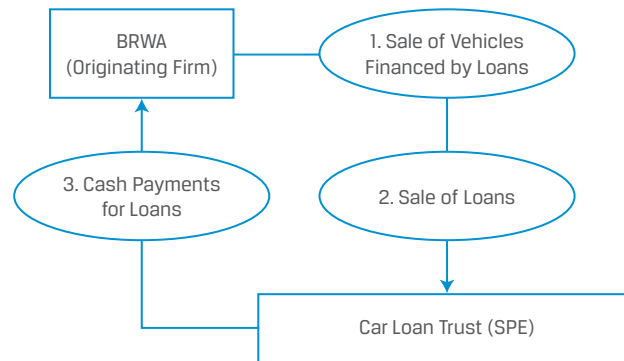 BRWA
(Originating Firm)
1. Sale of Vehicles
Financed by Loans
3. Cash Payments
for Loans
2. Sale of Loans
Car Loan Trust (SPE)